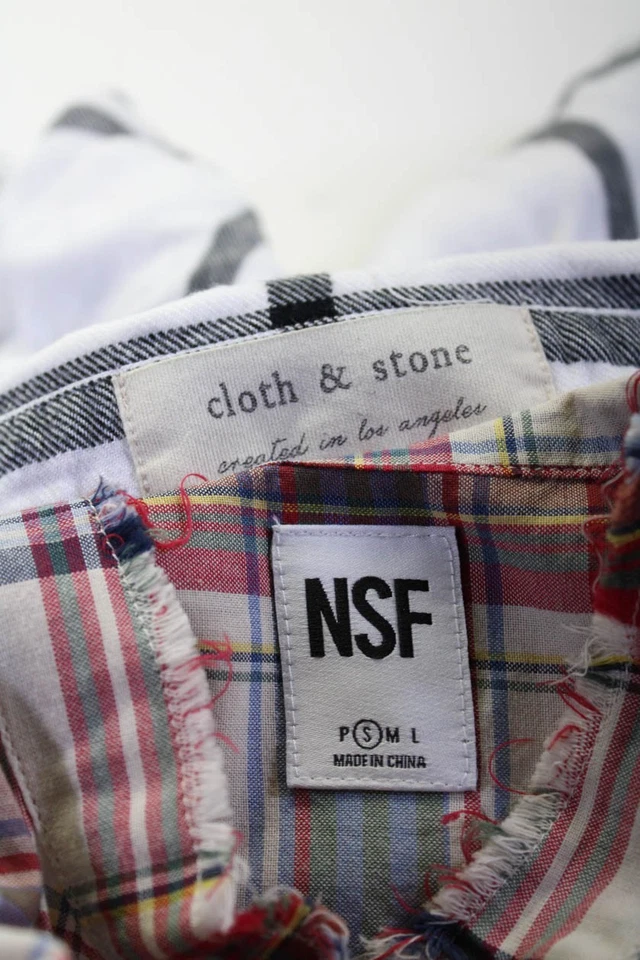 cloth & stone
created in los angeles
NSF
P S M L
MADE IN CHINA